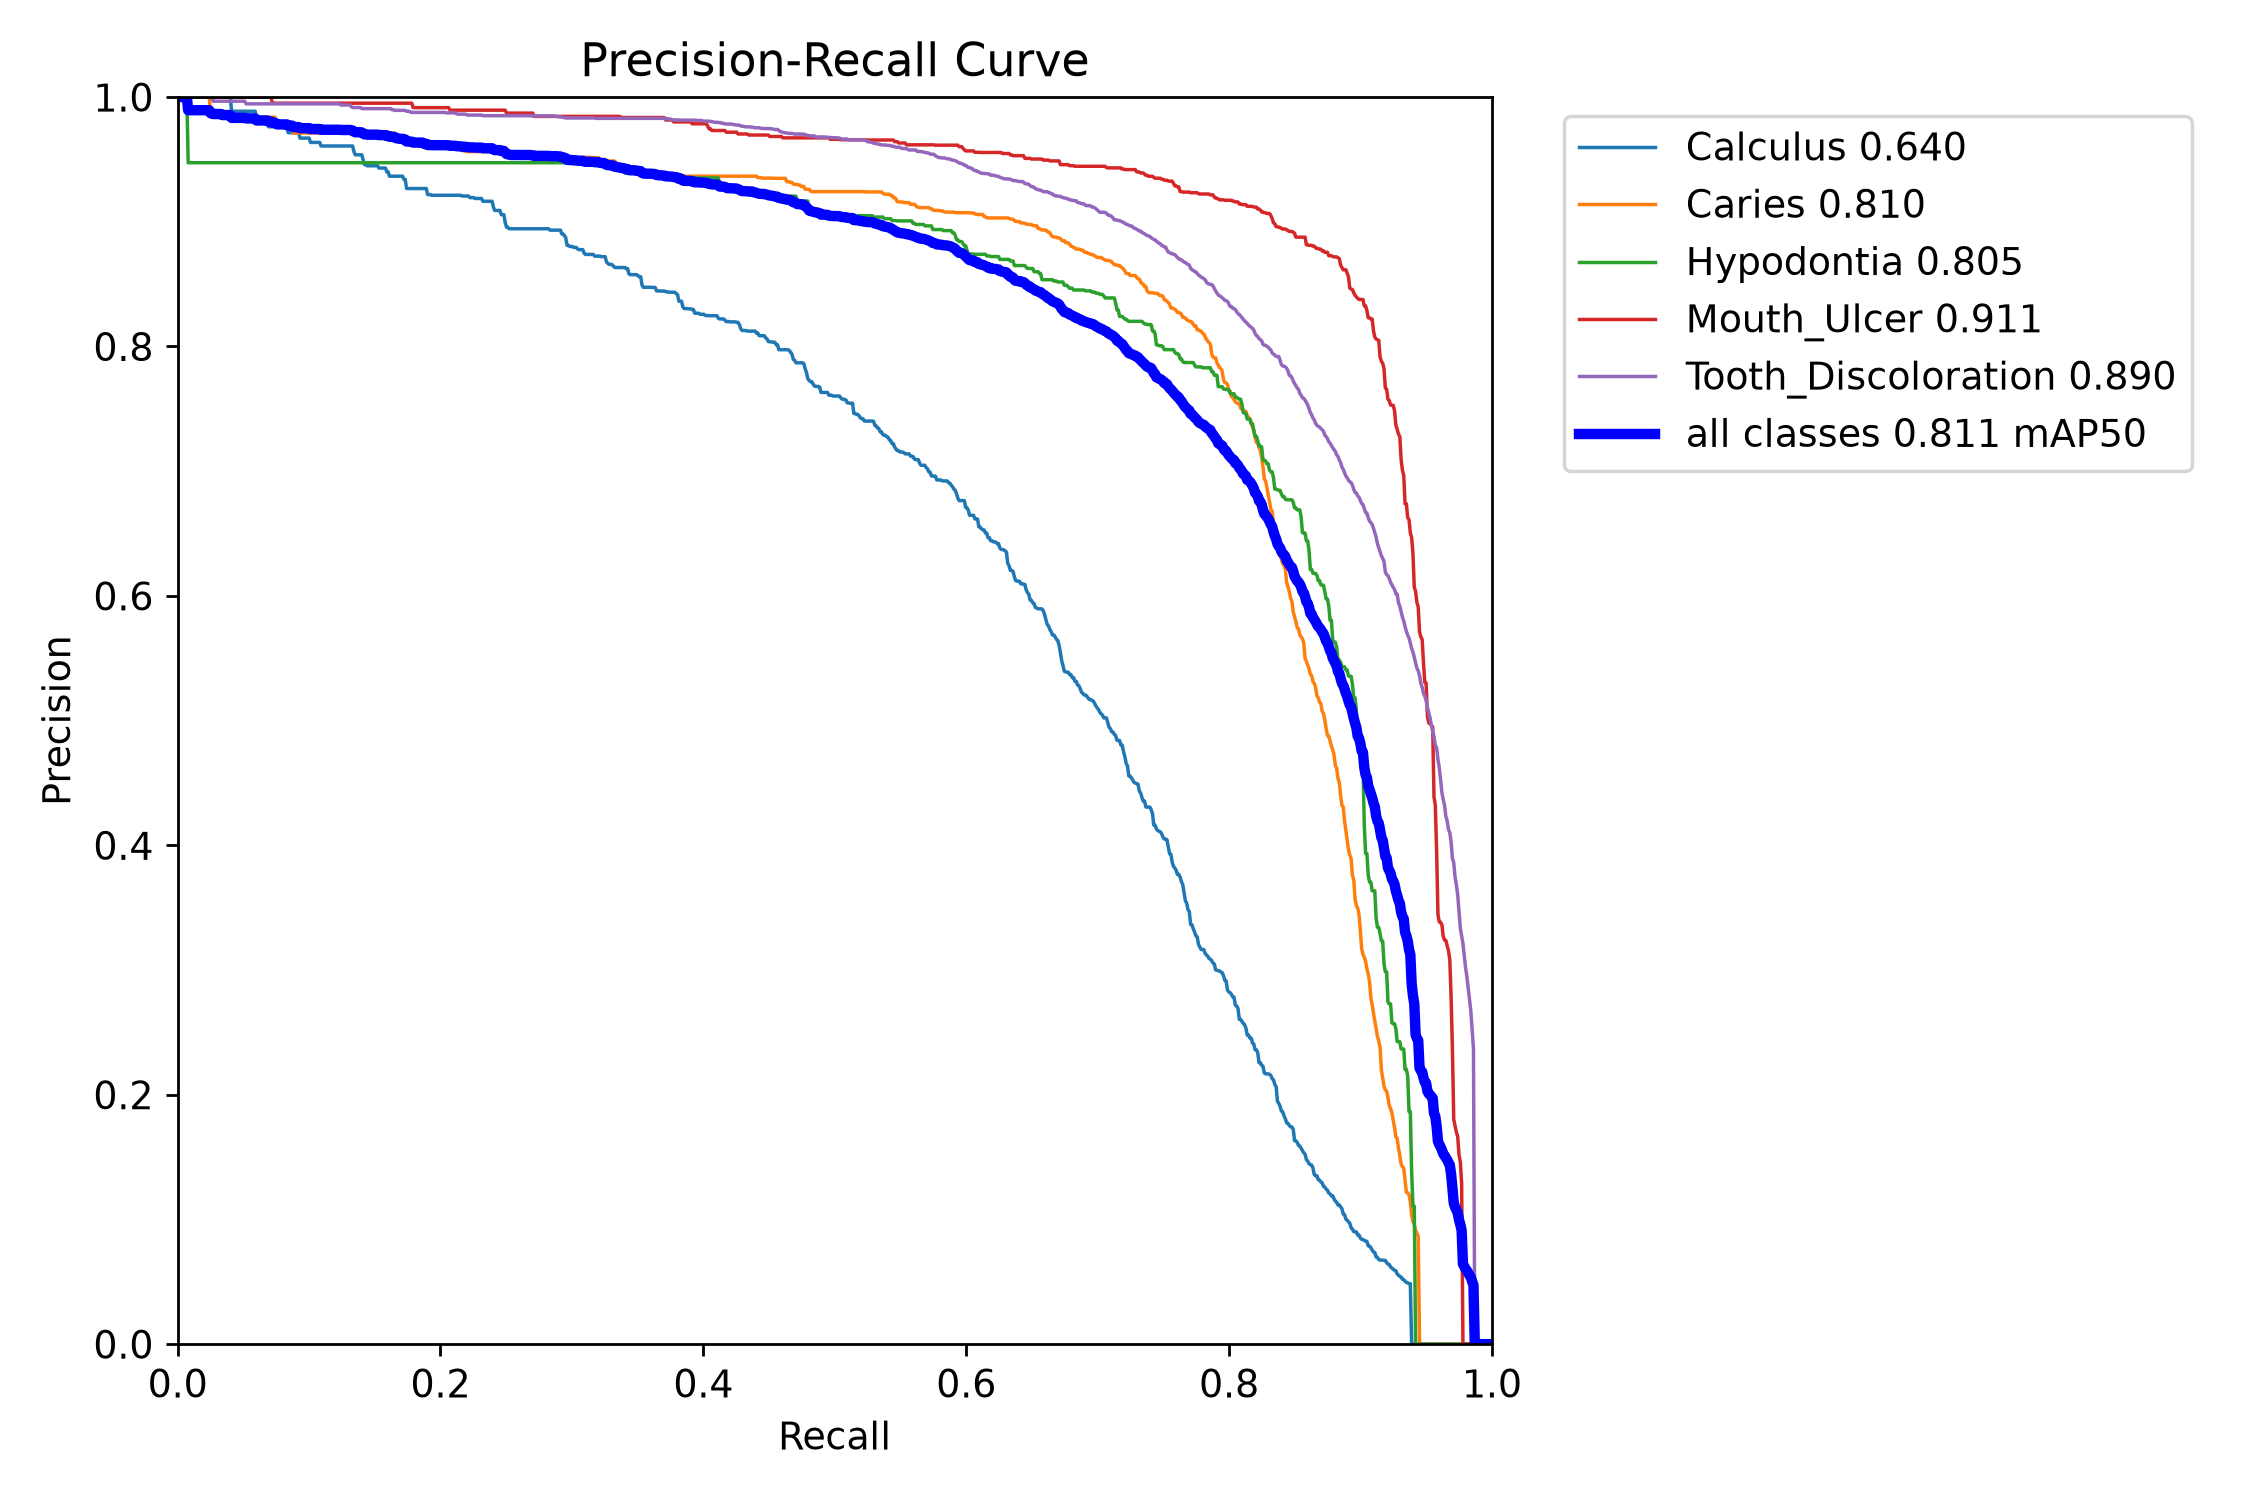 Precision-Recall Curve
1.0
0.8
0.6
0.4
0.2
0.0
Precision
0.0 0.2 0.4 0.6 0.8 1.0
Recall
Calculus 0.640
Caries 0.810
Hypodontia 0.805
Mouth_Ulcer 0.911
Tooth_Discoloration 0.890
all classes 0.811 mAP50